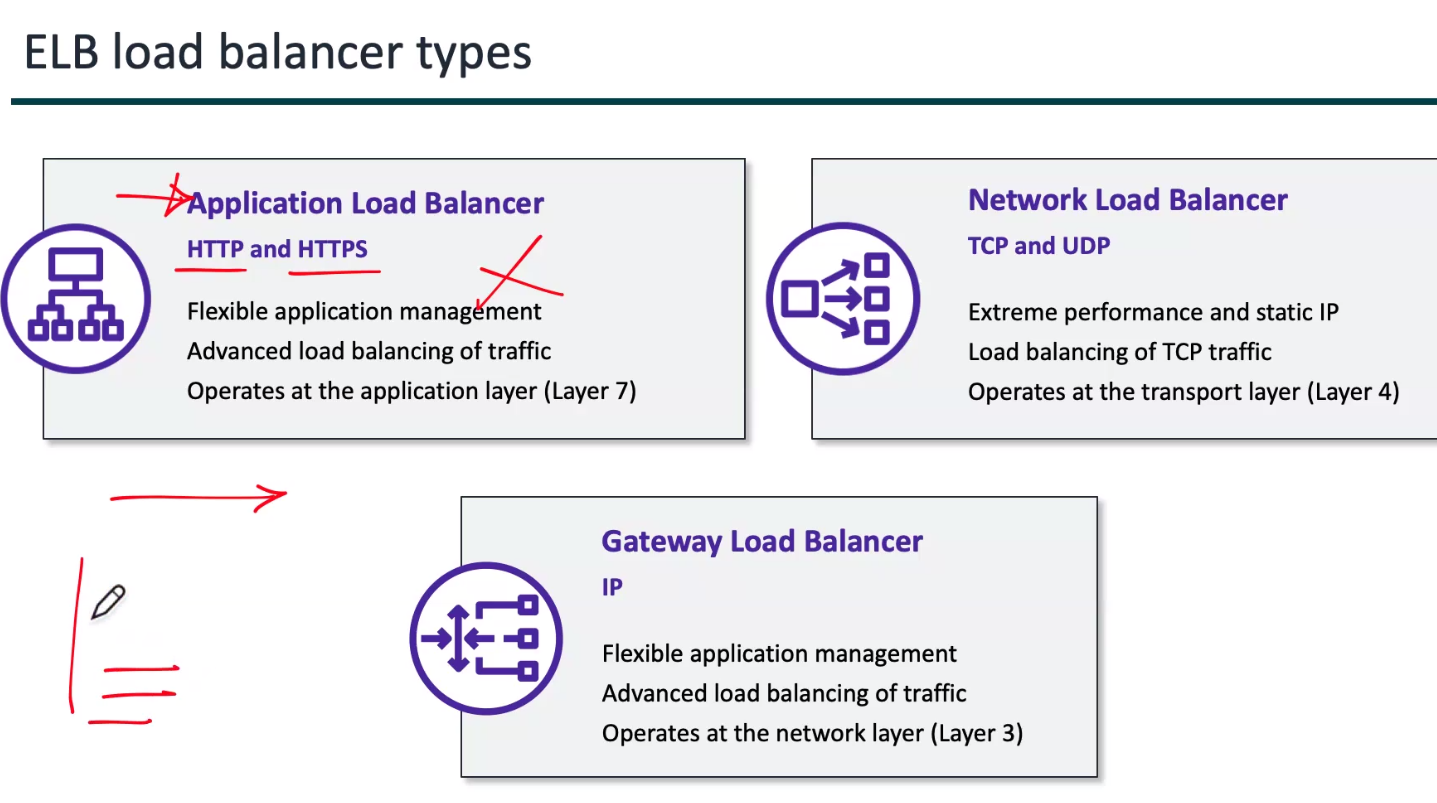 ELB load balancer types
Application Load Balancer
HTTP and HTTPS
Flexible application management
Advanced load balancing of traffic
Operates at the application layer (Layer 7)
Network Load Balancer
TCP and UDP
Extreme performance and static IP
Load balancing of TCP traffic
Operates at the transport layer (Layer 4)
Gateway Load Balancer
IP
Flexible application management
Advanced load balancing of traffic
Operates at the network layer (Layer 3)